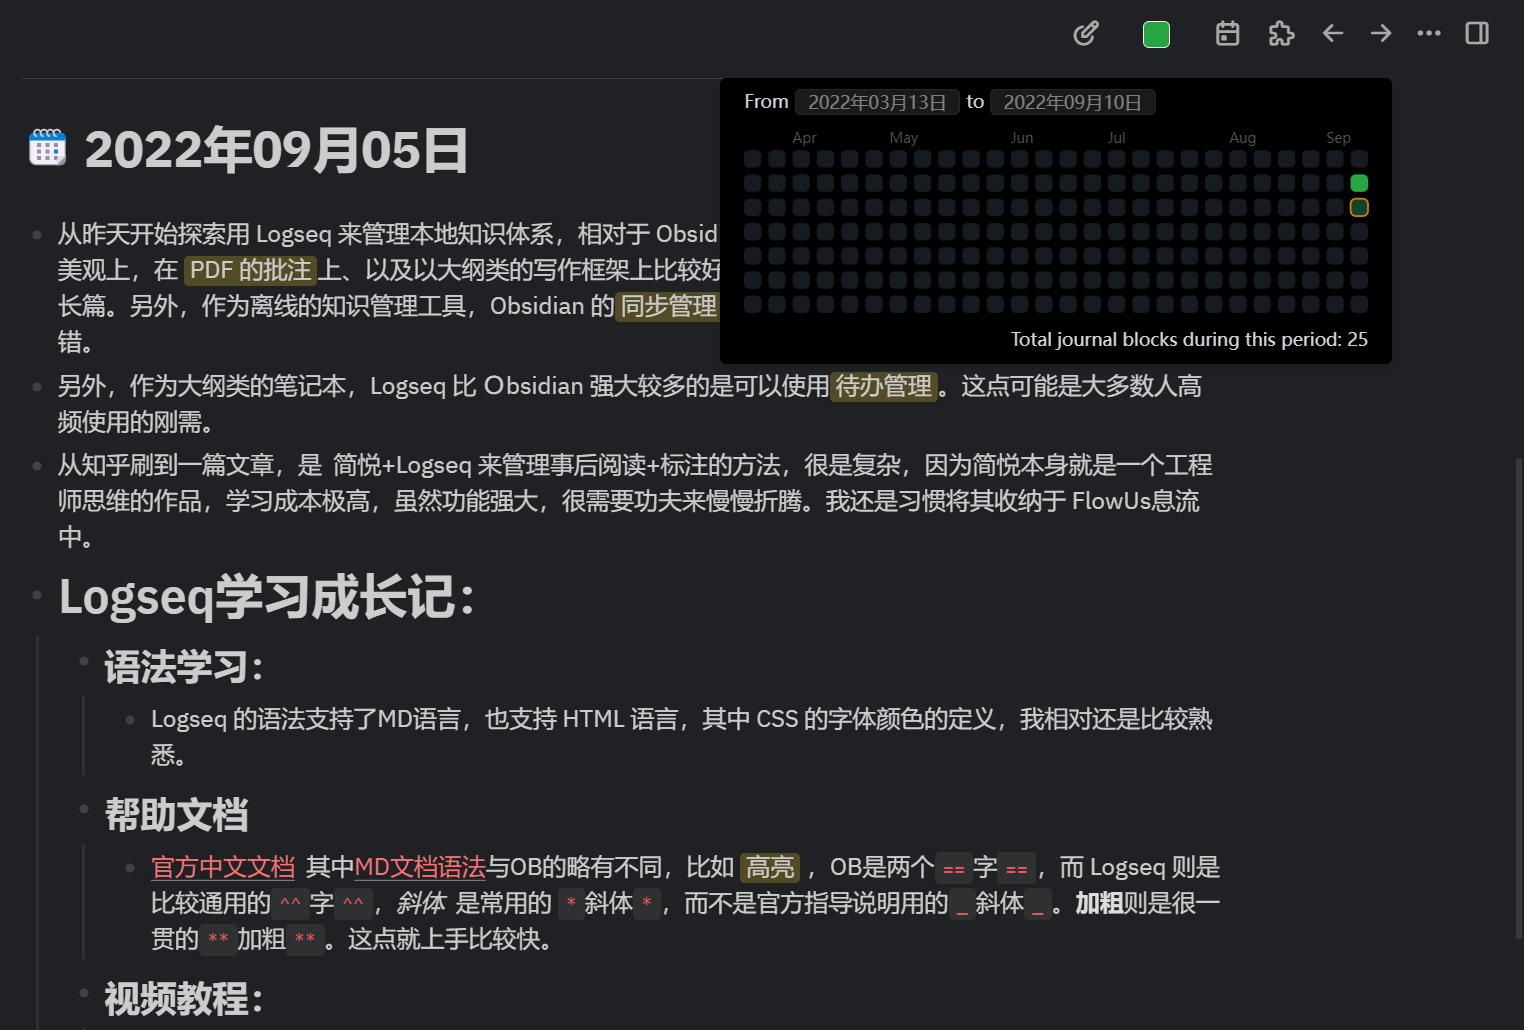 From 2022年03月13日 to 2022年09月10日
Apr May Jun Jul Aug Sep
Total journal blocks during this period: 25
2022年09月05日
从昨天开始探索用 Logseq 来管理本地知识体系，相对于 Obsid
美观上，在 PDF 的批注上、以及以大纲类的写作框架上比较好
长篇。另外，作为离线的知识管理工具，Obsidian 的同步管理
错。
另外，作为大纲类的笔记本，Logseq 比 Obsidian 强大较多的是可以使用待办管理。这点可能是大多数人高
频使用的刚需。
从知乎刷到一篇文章，是 简悦+Logseq 来管理事后阅读+标注的方法，很是复杂，因为简悦本身就是一个工程
师思维的作品，学习成本极高，虽然功能强大，很需要功夫来慢慢折腾。我还是习惯将其收纳于 FlowUs息流
中。
Logseq学习成长记：
语法学习：
Logseq 的语法支持了MD语言，也支持 HTML 语言，其中 CSS 的字体颜色的定义，我相对还是比较熟
悉。
帮助文档
官方中文文档 其中MD文档语法与OB的略有不同，比如 高亮 ，OB是两个 == 字 == ，而 Logseq 则是
比较通用的 ^^ 字 ^^ ，斜体 是常用的 * 斜体 * ，而不是官方指导说明用的 _ 斜体 _ 。加粗则是很一
贯的 ** 加粗 ** 。这点就上手比较快。
视频教程：